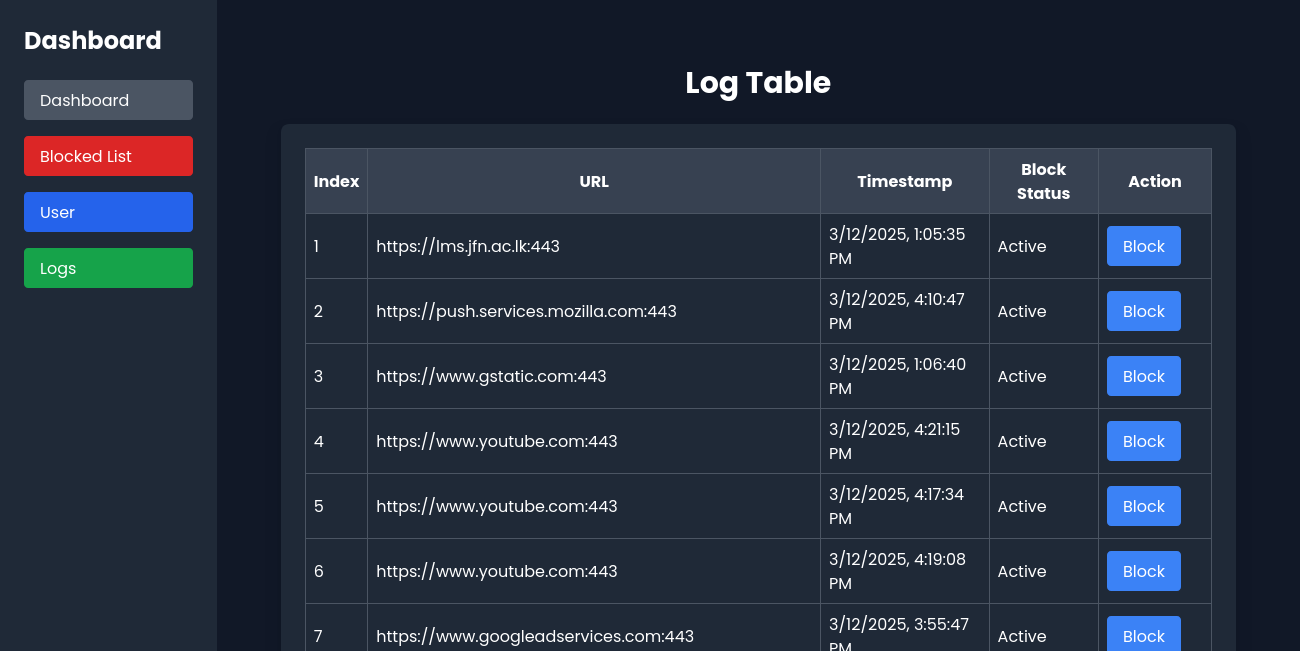 Dashboard
Dashboard
Blocked List
User
Logs
Log Table
Index URL Timestamp Block Status Action
1 https://lms.jfn.ac.lk:443 3/12/2025, 1:05:35 PM Active Block
2 https://push.services.mozilla.com:443 3/12/2025, 4:10:47 PM Active Block
3 https://www.gstatic.com:443 3/12/2025, 1:06:40 PM Active Block
4 https://www.youtube.com:443 3/12/2025, 4:21:15 PM Active Block
5 https://www.youtube.com:443 3/12/2025, 4:17:34 PM Active Block
6 https://www.youtube.com:443 3/12/2025, 4:19:08 PM Active Block
7 https://www.googleadservices.com:443 3/12/2025, 3:55:47 PM Active Block